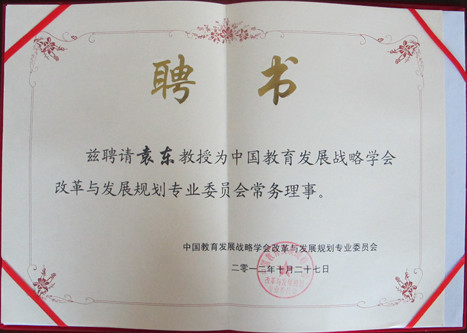 聘书
兹聘请袁东教授为中国教育发展战略学会
改革与发展规划专业委员会常务理事。
中国教育发展战略学会改革与发展规划专业委员会
二零一二年十月二十七日